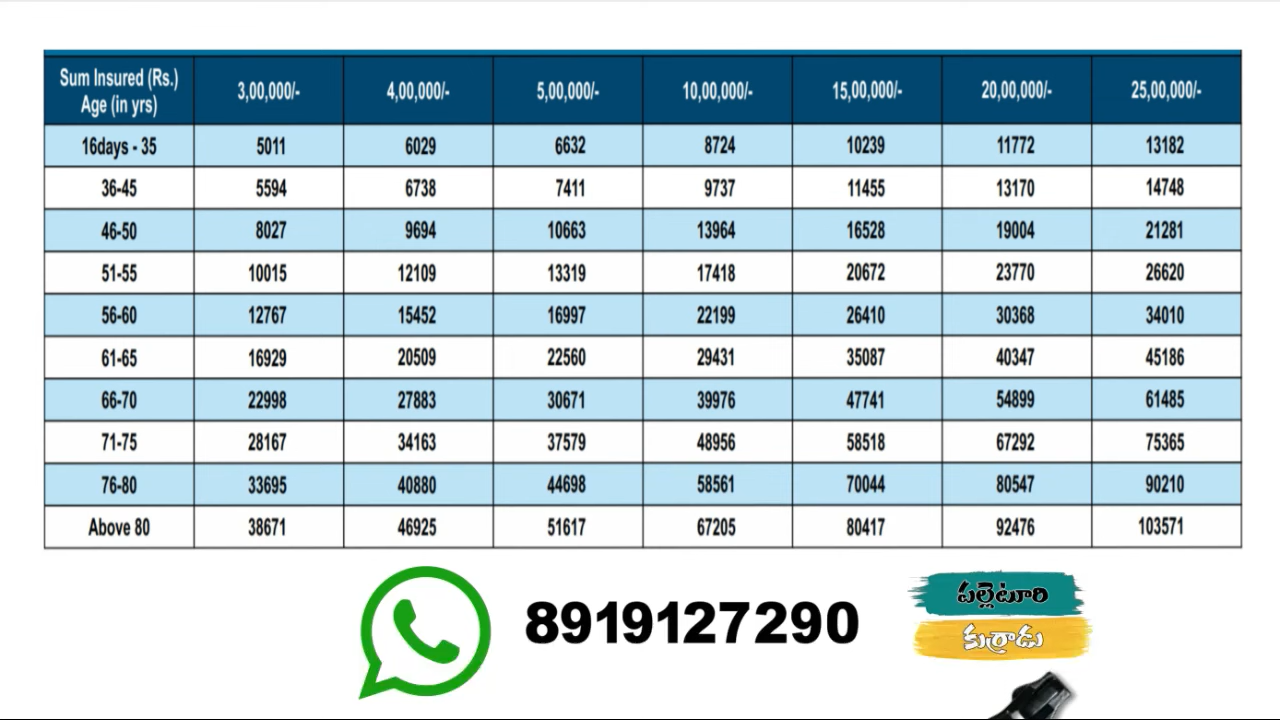 Sum Insured (Rs.) Age (in yrs) 3,00,000/- 4,00,000/- 5,00,000/- 10,00,000/- 15,00,000/- 20,00,000/- 25,00,000/-
16days - 35 5011 6029 6632 8724 10239 11772 13182
36-45 5594 6738 7411 9737 11455 13170 14748
46-50 8027 9694 10663 13964 16528 19004 21281
51-55 10015 12109 13319 17418 20672 23770 26620
56-60 12767 15452 16997 22199 26410 30368 34010
61-65 16929 20509 22560 29431 35087 40347 45186
66-70 22998 27883 30671 39976 47741 54899 61485
71-75 28167 34163 37579 48956 58518 67292 75365
76-80 33695 40880 44698 58561 70044 80547 90210
Above 80 38671 46925 51617 67205 80417 92476 103571
8919127290
పల్లెటూరి
కుర్రాడు